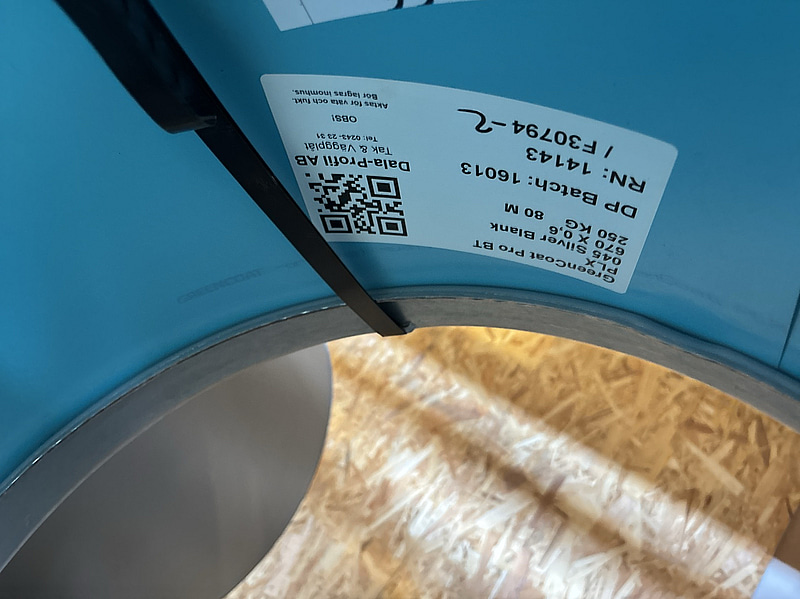 GreenCoat Pro BT
PLX
045 Silver Blank
670 X 0,6
250 KG 80 M
DP Batch: 16013
RN: 14143
/ F30794-2
Dala-Profil AB
Tak & Väggplåt
Tel: 0243- 23 31
OBS!
Aktas för väta och fukt.
Bör lagras inomhus.